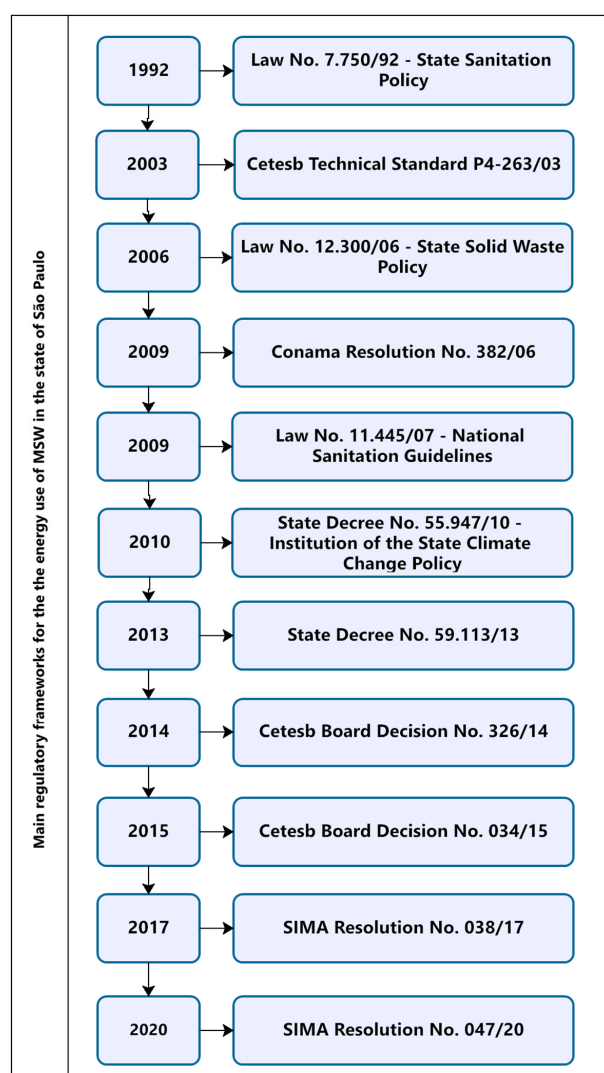 Main regulatory frameworks for the the energy use of MSW in the state of São Paulo
1992
Law No. 7.750/92 - State Sanitation
Policy
2003
Cetesb Technical Standard P4-263/03
2006
Law No. 12.300/06 - State Solid Waste
Policy
2009
Conama Resolution No. 382/06
2009
Law No. 11.445/07 - National
Sanitation Guidelines
2010
State Decree No. 55.947/10 -
Institution of the State Climate
Change Policy
2013
State Decree No. 59.113/13
2014
Cetesb Board Decision No. 326/14
2015
Cetesb Board Decision No. 034/15
2017
SIMA Resolution No. 038/17
2020
SIMA Resolution No. 047/20